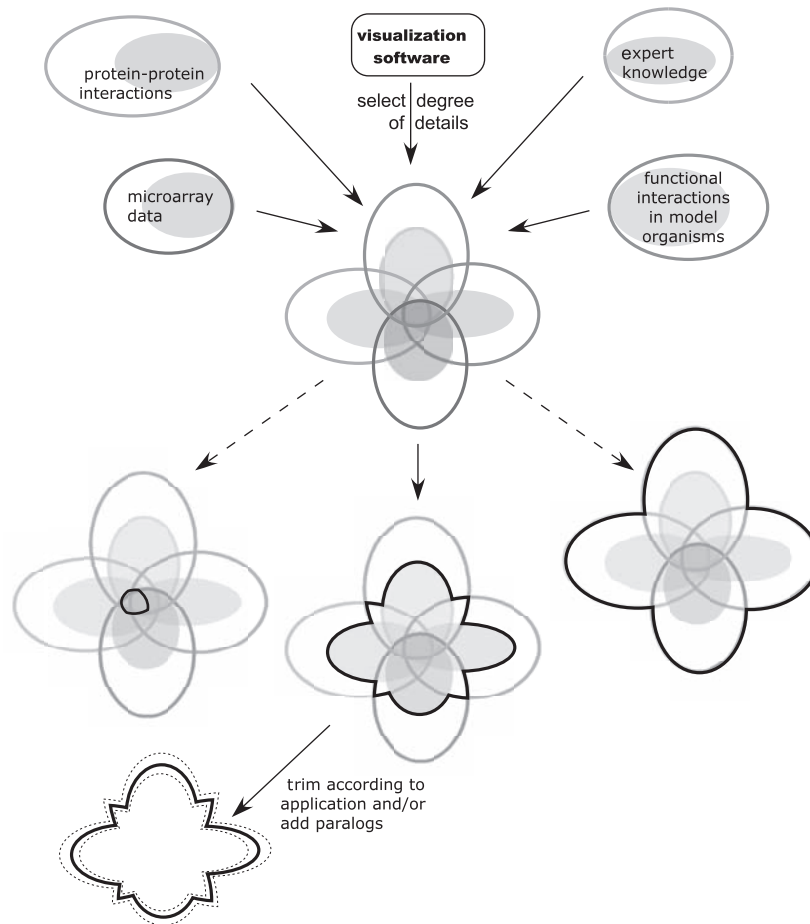 visualization
software
protein-protein
interactions
expert
knowledge
select degree
of details
microarray
data
functional
interactions
in model
organisms
trim according to
application and/or
add paralogs